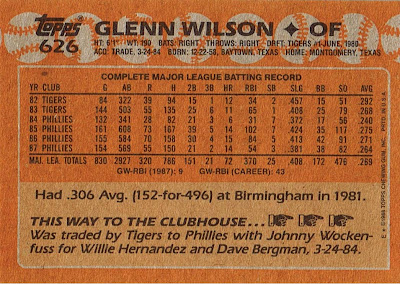 Topps
626
GLENN WILSON ✦ OF
HT: 6'1" WT: 190 BATS: RIGHT THROWS: RIGHT DRFT: TIGERS #1-JUNE, 1980
ACQ: TRADE, 3-24-84 BORN: 12-22-58, BAYTOWN, TEXAS HOME: MONTGOMERY, TEXAS
COMPLETE MAJOR LEAGUE BATTING RECORD
YR CLUB G AB R H 2B 3B HR RBI SB SLG BB SO AVG
82 TIGERS 84 322 39 94 15 1 12 34 2 .457 15 51 .292
83 TIGERS 144 503 55 135 25 6 11 65 1 .408 25 79 .268
84 PHILLIES 132 341 28 82 21 3 6 31 7 .372 17 56 .240
85 PHILLIES 161 608 73 167 39 5 14 102 7 .424 35 117 .275
86 PHILLIES 155 584 70 158 30 4 15 84 5 .413 42 91 .271
87 PHILLIES 154 569 55 150 21 2 14 54 3 .381 38 82 .264
MAJ. LEA. TOTALS 830 2927 320 786 151 21 72 370 25 .408 172 476 .269
GW-RBI (1987): 9 GW-RBI (CAREER): 43
Had .306 Avg. (152-for-496) at Birmingham in 1981.
THIS WAY TO THE CLUBHOUSE...
Was traded by Tigers to Phillies with Johnny Wocken-
fuss for Willie Hernandez and Dave Bergman, 3-24-84.
E * © 1988 TOPPS CHEWING GUM, INC. PRTD. IN U.S.A.